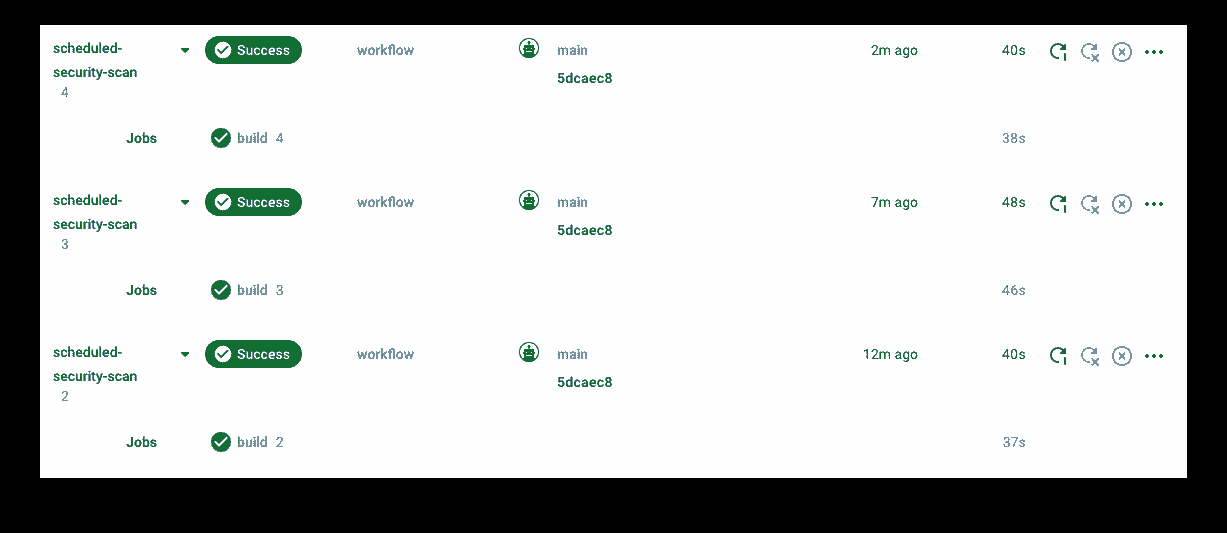 scheduled- Success workflow main 2m ago 40s
security-scan 5dcaec8
4
Jobs build 4 38s
scheduled- Success workflow main 7m ago 48s
security-scan 5dcaec8
3
Jobs build 3 46s
scheduled- Success workflow main 12m ago 40s
security-scan 5dcaec8
2
Jobs build 2 37s